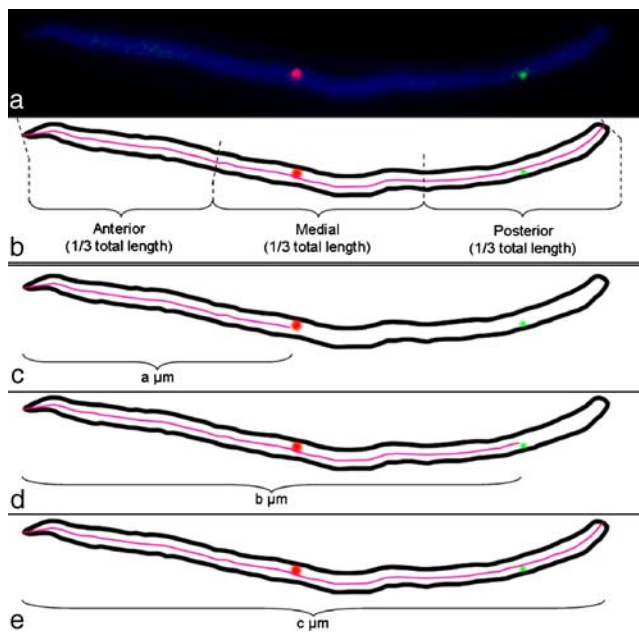 a
Anterior Medial Posterior
(1/3 total length) (1/3 total length) (1/3 total length)
b
c
a µm
d
b µm
e
c µm